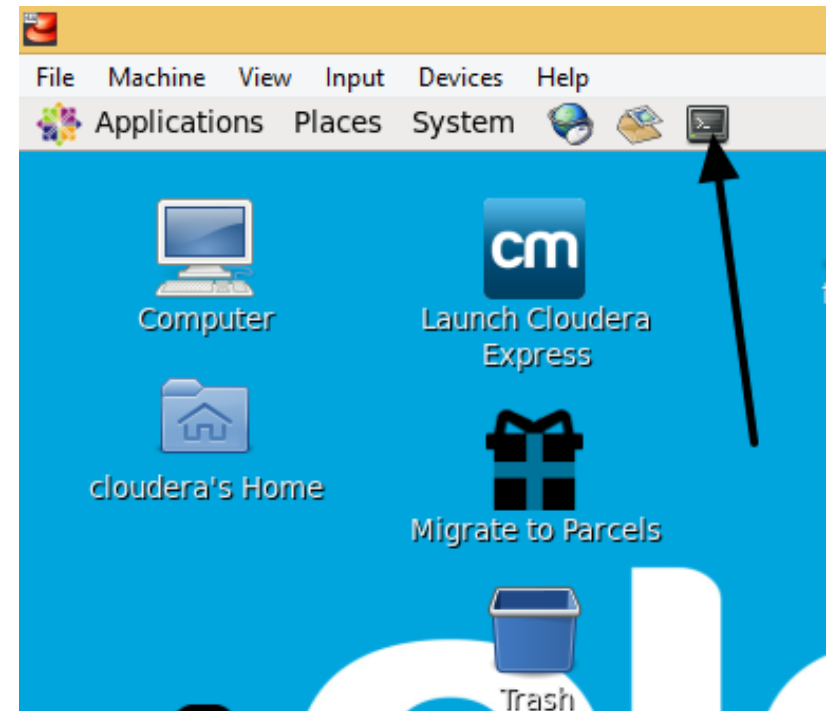 File Machine View Input Devices Help
Applications Places System
cm
Computer
Launch Cloudera
Express
cloudera's Home
Migrate to Parcels
Trash